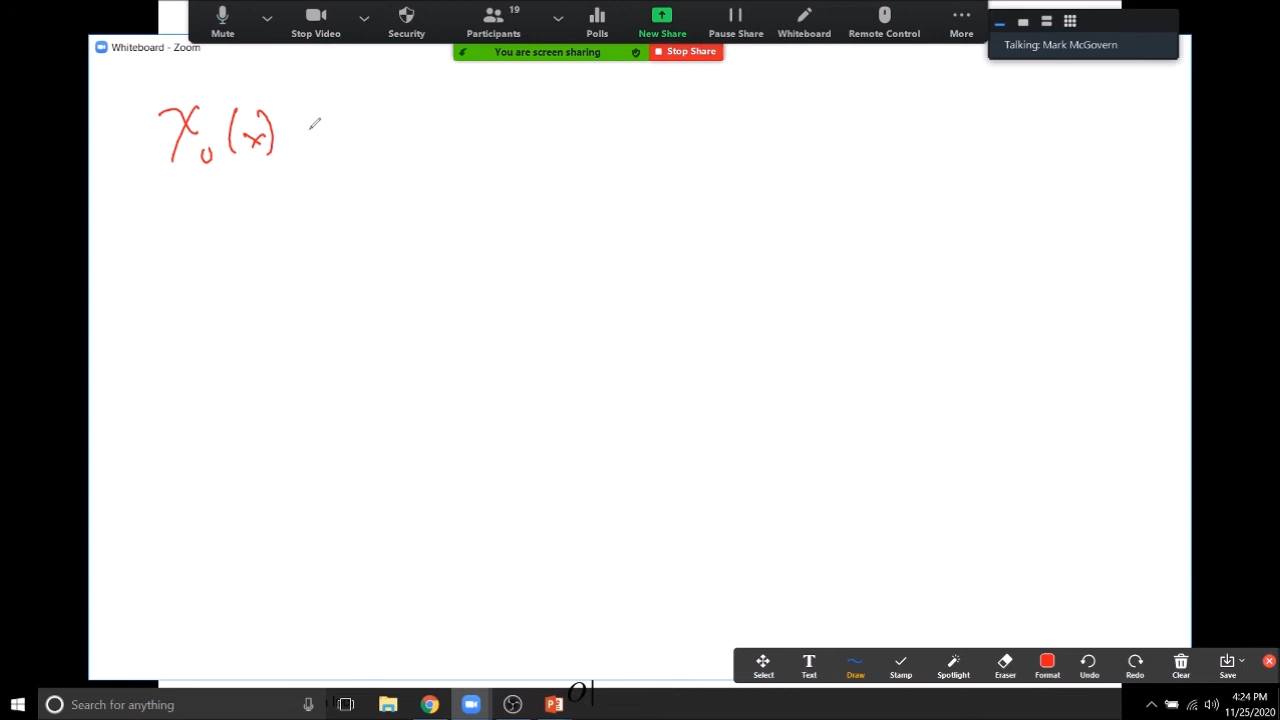 19
Mute
Stop Video
Security
Participants
Polls
New Share
Pause Share
Whiteboard
Remote Control
More
Talking: Mark McGovern
Whiteboard - Zoom
You are screen sharing
Stop Share
χ₀(x)
Select
Text
Draw
Stamp
Spotlight
Eraser
Format
Undo
Redo
Clear
Save
Search for anything
4:24 PM
11/25/2020